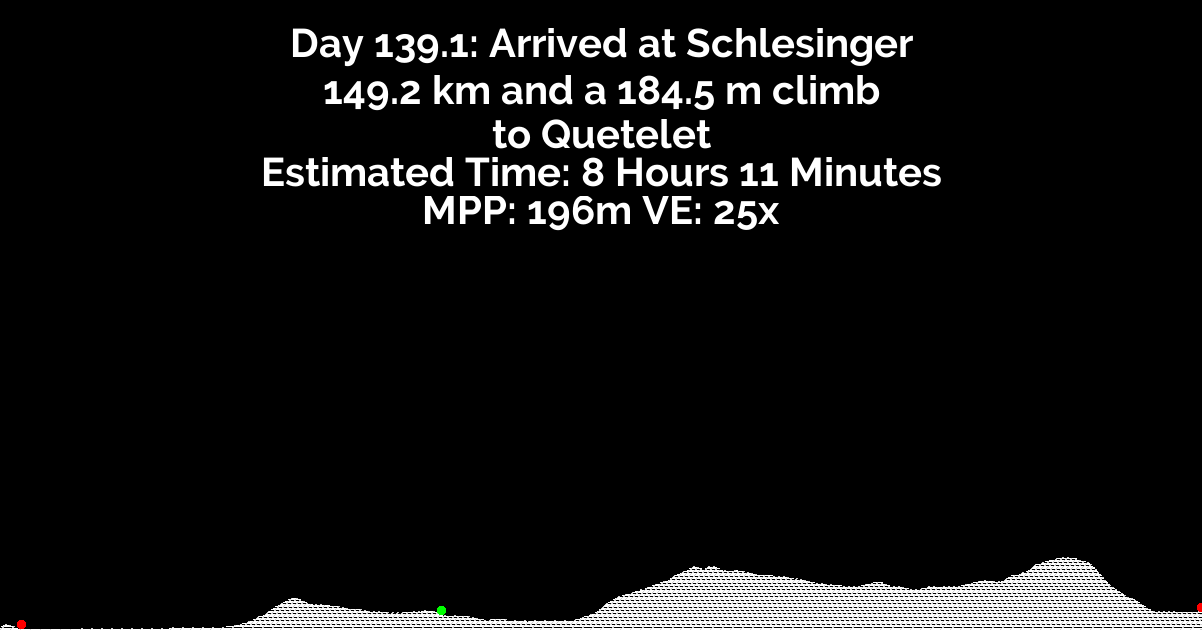 Day 139.1: Arrived at Schlesinger
149.2 km and a 184.5 m climb
to Quetelet
Estimated Time: 8 Hours 11 Minutes
MPP: 196m VE: 25x